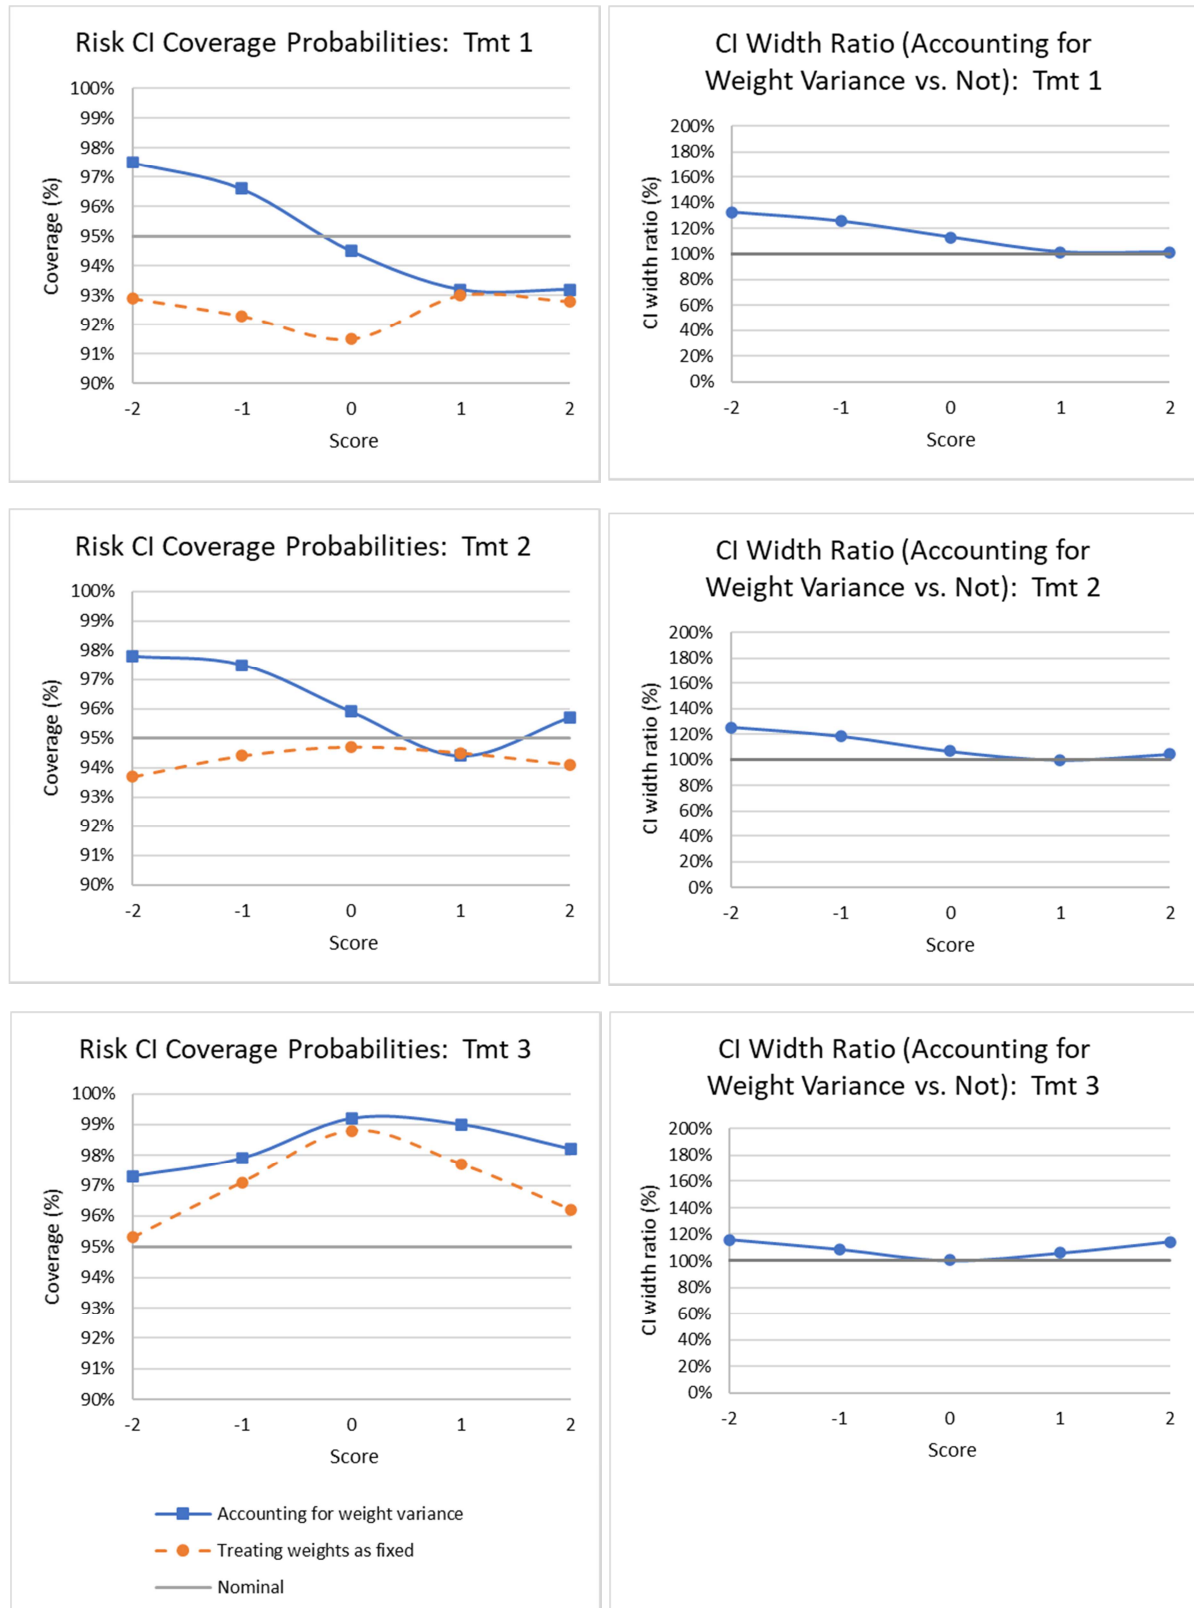 Risk CI Coverage Probabilities: Tmt 1
100%
99%
98%
97%
96%
95%
94%
93%
92%
91%
90%
Coverage (%)
-2 -1 0 1 2
Score
CI Width Ratio (Accounting for
Weight Variance vs. Not): Tmt 1
200%
180%
160%
140%
120%
100%
80%
60%
40%
20%
0%
CI width ratio (%)
-2 -1 0 1 2
Score
Risk CI Coverage Probabilities: Tmt 2
100%
99%
98%
97%
96%
95%
94%
93%
92%
91%
90%
Coverage (%)
-2 -1 0 1 2
Score
CI Width Ratio (Accounting for
Weight Variance vs. Not): Tmt 2
200%
180%
160%
140%
120%
100%
80%
60%
40%
20%
0%
CI width ratio (%)
-2 -1 0 1 2
Score
Risk CI Coverage Probabilities: Tmt 3
100%
99%
98%
97%
96%
95%
94%
93%
92%
91%
90%
Coverage (%)
-2 -1 0 1 2
Score
Accounting for weight variance
Treating weights as fixed
Nominal
CI Width Ratio (Accounting for
Weight Variance vs. Not): Tmt 3
200%
180%
160%
140%
120%
100%
80%
60%
40%
20%
0%
CI width ratio (%)
-2 -1 0 1 2
Score